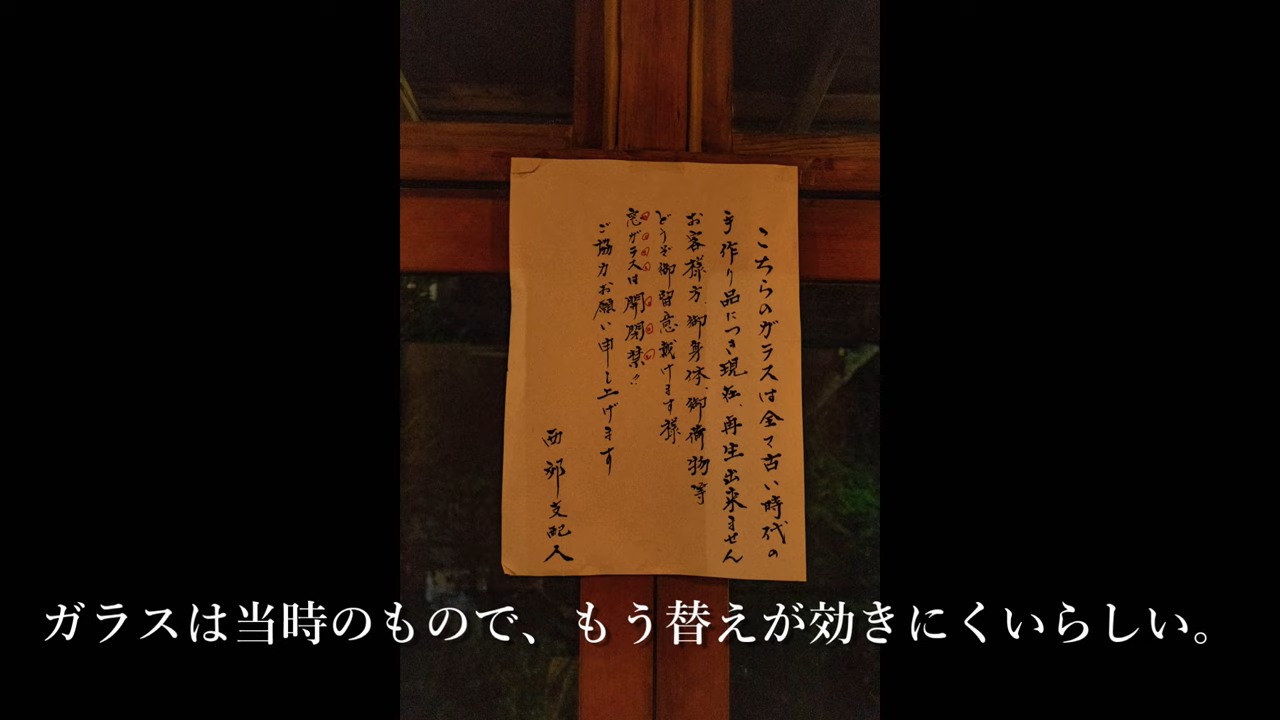 こちらのガラスは全て古い時代の
手作り品につき現在、再生出来ません
お客様方、御身体、御荷物等
どうぞ御留意裁けます様
窓ガラスは開閉禁!!
ご協力お願い申し上げます
西郊支配人
ガラスは当時のもので、もう替えが効きにくいらしい。